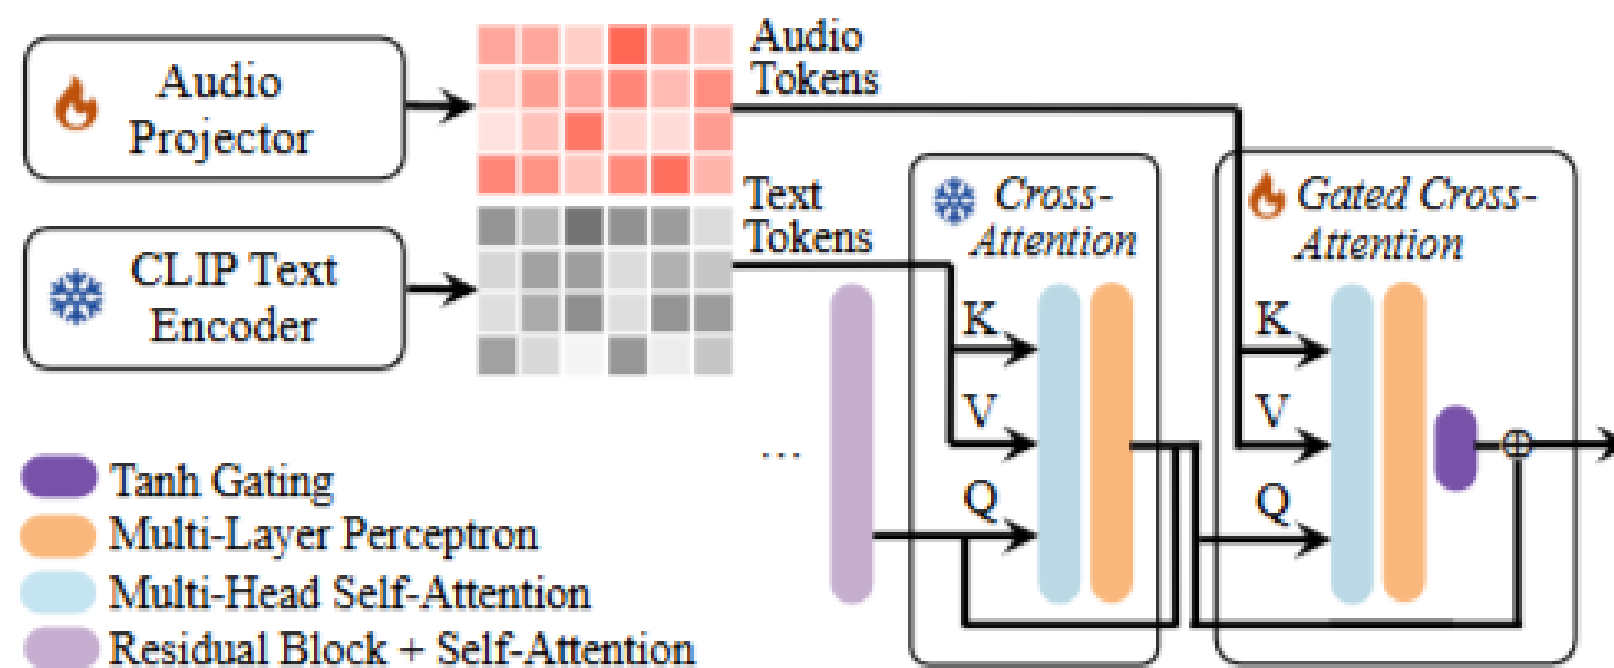 Audio
Projector
Audio
Tokens
CLIP Text
Encoder
Text
Tokens
Cross-
Attention
K
V
Q
Gated Cross-
Attention
K
V
Q
...
Tanh Gating
Multi-Layer Perceptron
Multi-Head Self-Attention
Residual Block + Self-Attention